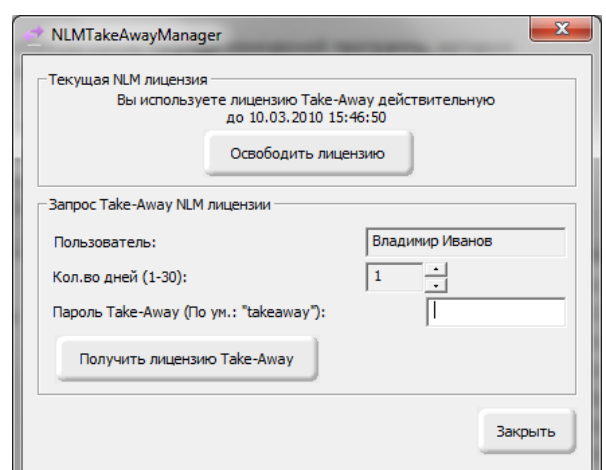 NLMTakeAwayManager
Текущая NLM лицензия
Вы используете лицензию Take-Away действительную
до 10.03.2010 15:46:50
Освободить лицензию
Запрос Take-Away NLM лицензии
Пользователь:
Владимир Иванов
Кол.во дней (1-30):
1
Пароль Take-Away (По ум.: "takeaway"):
Получить лицензию Take-Away
Закрыть